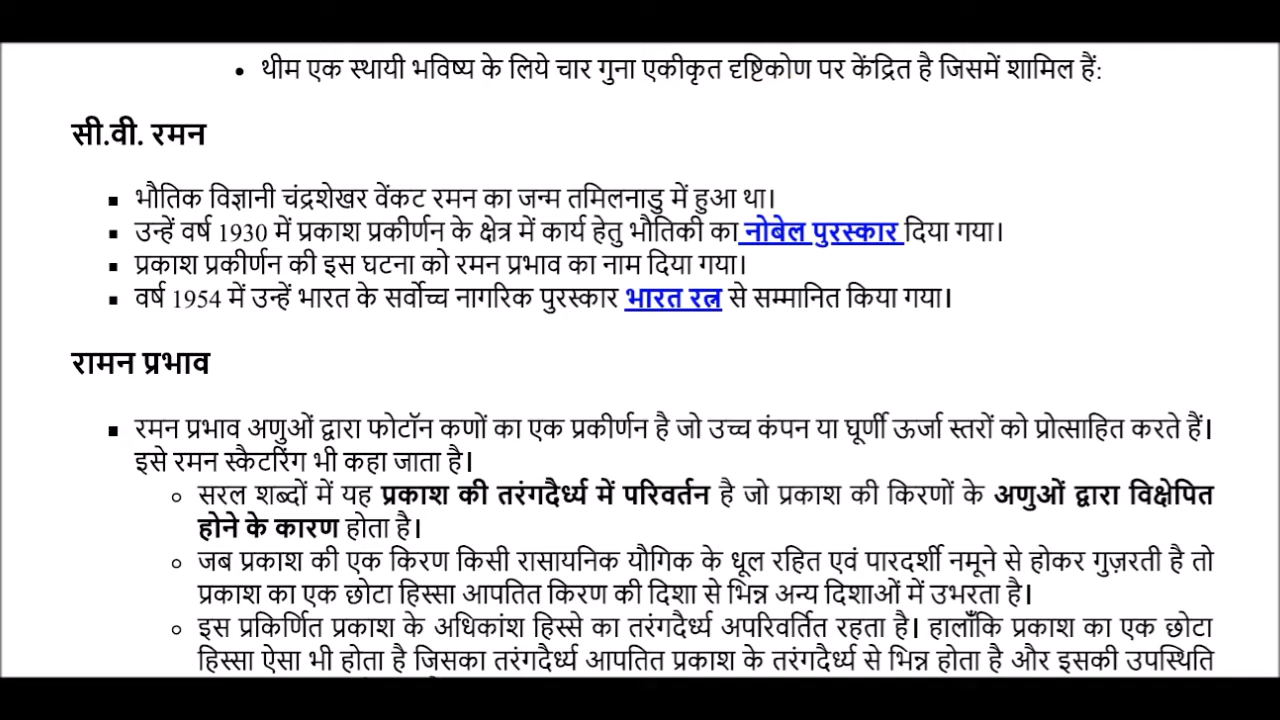 • थीम एक स्थायी भविष्य के लिये चार गुना एकीकृत दृष्टिकोण पर केंद्रित है जिसमें शामिल हैं:
सी.वी. रमन
▪ भौतिक विज्ञानी चंद्रशेखर वेंकट रमन का जन्म तमिलनाडु में हुआ था।
▪ उन्हें वर्ष 1930 में प्रकाश प्रकीर्णन के क्षेत्र में कार्य हेतु भौतिकी का नोबेल पुरस्कार दिया गया।
▪ प्रकाश प्रकीर्णन की इस घटना को रमन प्रभाव का नाम दिया गया।
▪ वर्ष 1954 में उन्हें भारत के सर्वोच्च नागरिक पुरस्कार भारत रत्न से सम्मानित किया गया।
रामन प्रभाव
▪ रमन प्रभाव अणुओं द्वारा फोटॉन कणों का एक प्रकीर्णन है जो उच्च कंपन या घूर्णी ऊर्जा स्तरों को प्रोत्साहित करते हैं।
इसे रमन स्कैटरिंग भी कहा जाता है।
○ सरल शब्दों में यह प्रकाश की तरंगदैर्ध्य में परिवर्तन है जो प्रकाश की किरणों के अणुओं द्वारा विक्षेपित
होने के कारण होता है।
○ जब प्रकाश की एक किरण किसी रासायनिक यौगिक के धूल रहित एवं पारदर्शी नमूने से होकर गुज़रती है तो
प्रकाश का एक छोटा हिस्सा आपतित किरण की दिशा से भिन्न अन्य दिशाओं में उभरता है।
○ इस प्रकिर्णित प्रकाश के अधिकांश हिस्से का तरंगदैर्ध्य अपरिवर्तित रहता है। हालाँकि प्रकाश का एक छोटा
हिस्सा ऐसा भी होता है जिसका तरंगदैर्ध्य आपतित प्रकाश के तरंगदैर्ध्य से भिन्न होता है और इसकी उपस्थिति